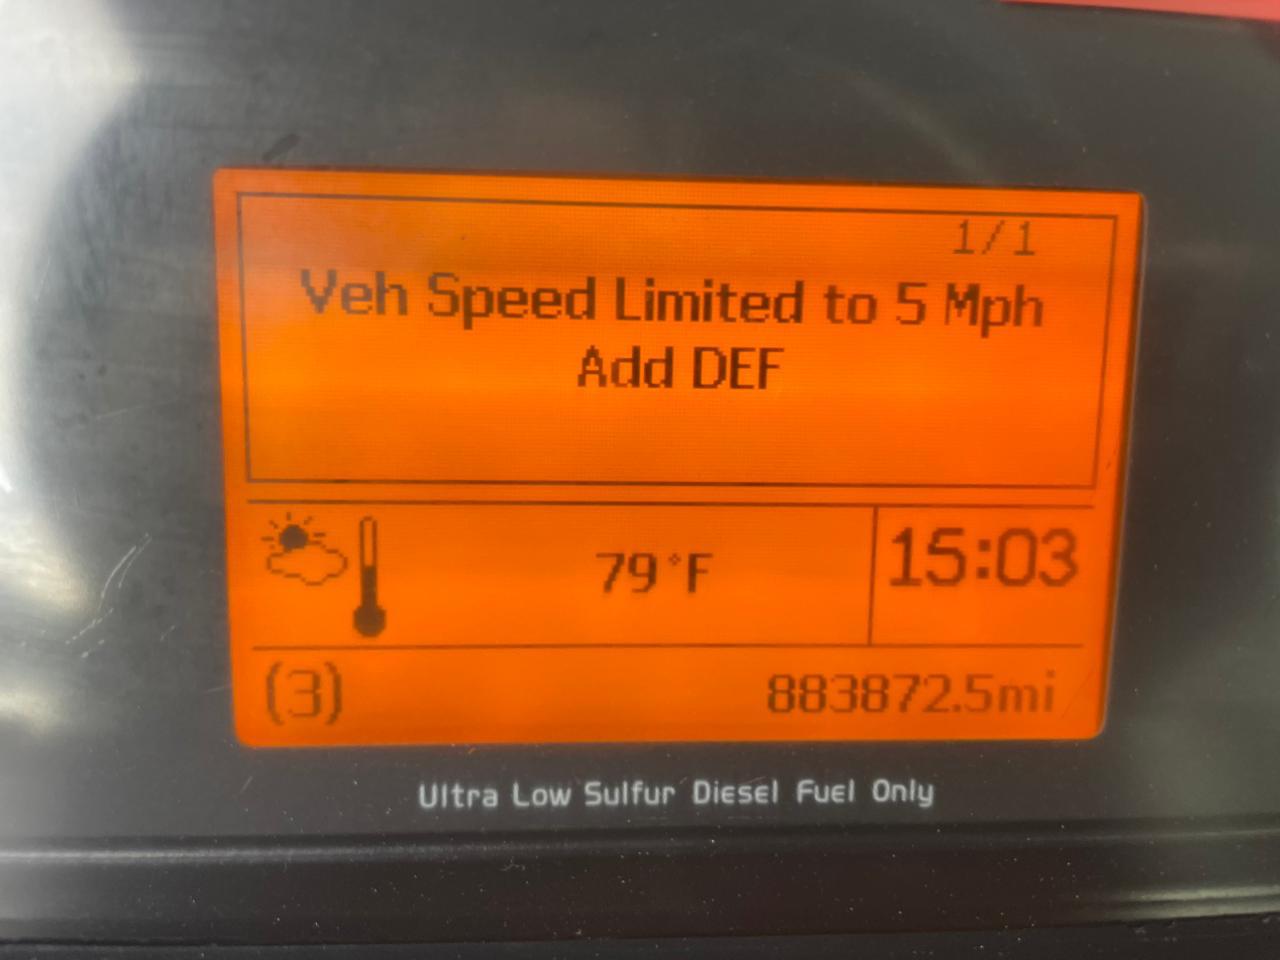 1/1
Veh Speed Limited to 5 Mph
Add DEF
79°F
15:03
(3)
883872.5mi
Ultra Low Sulfur Diesel Fuel Only